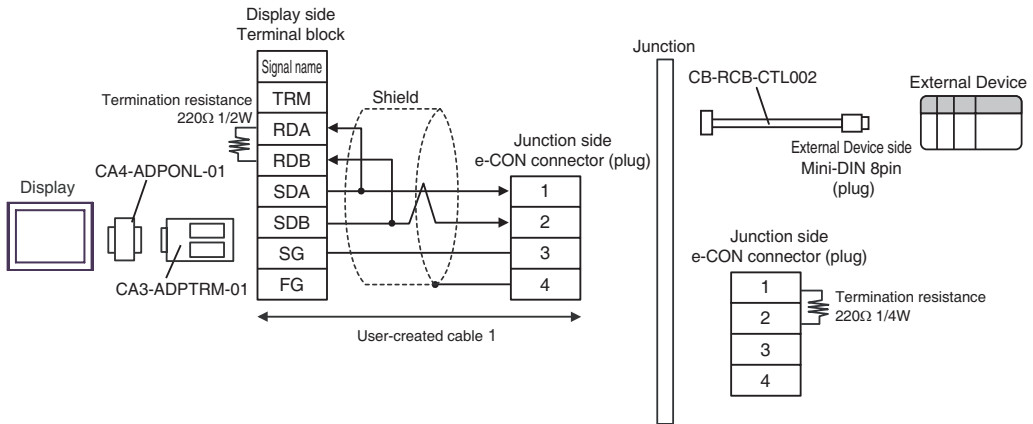 Display side
Terminal block
Signal name
TRM
RDA
RDB
SDA
SDB
SG
FG
Termination resistance
220Ω 1/2W
Shield
Junction side
e-CON connector (plug)
1
2
3
4
Display
CA4-ADPONL-01
CA3-ADPTRM-01
User-created cable 1
Junction
CB-RCB-CTL002
External Device
External Device side
Mini-DIN 8pin
(plug)
Junction side
e-CON connector (plug)
1
2
3
4
Termination resistance
220Ω 1/4W